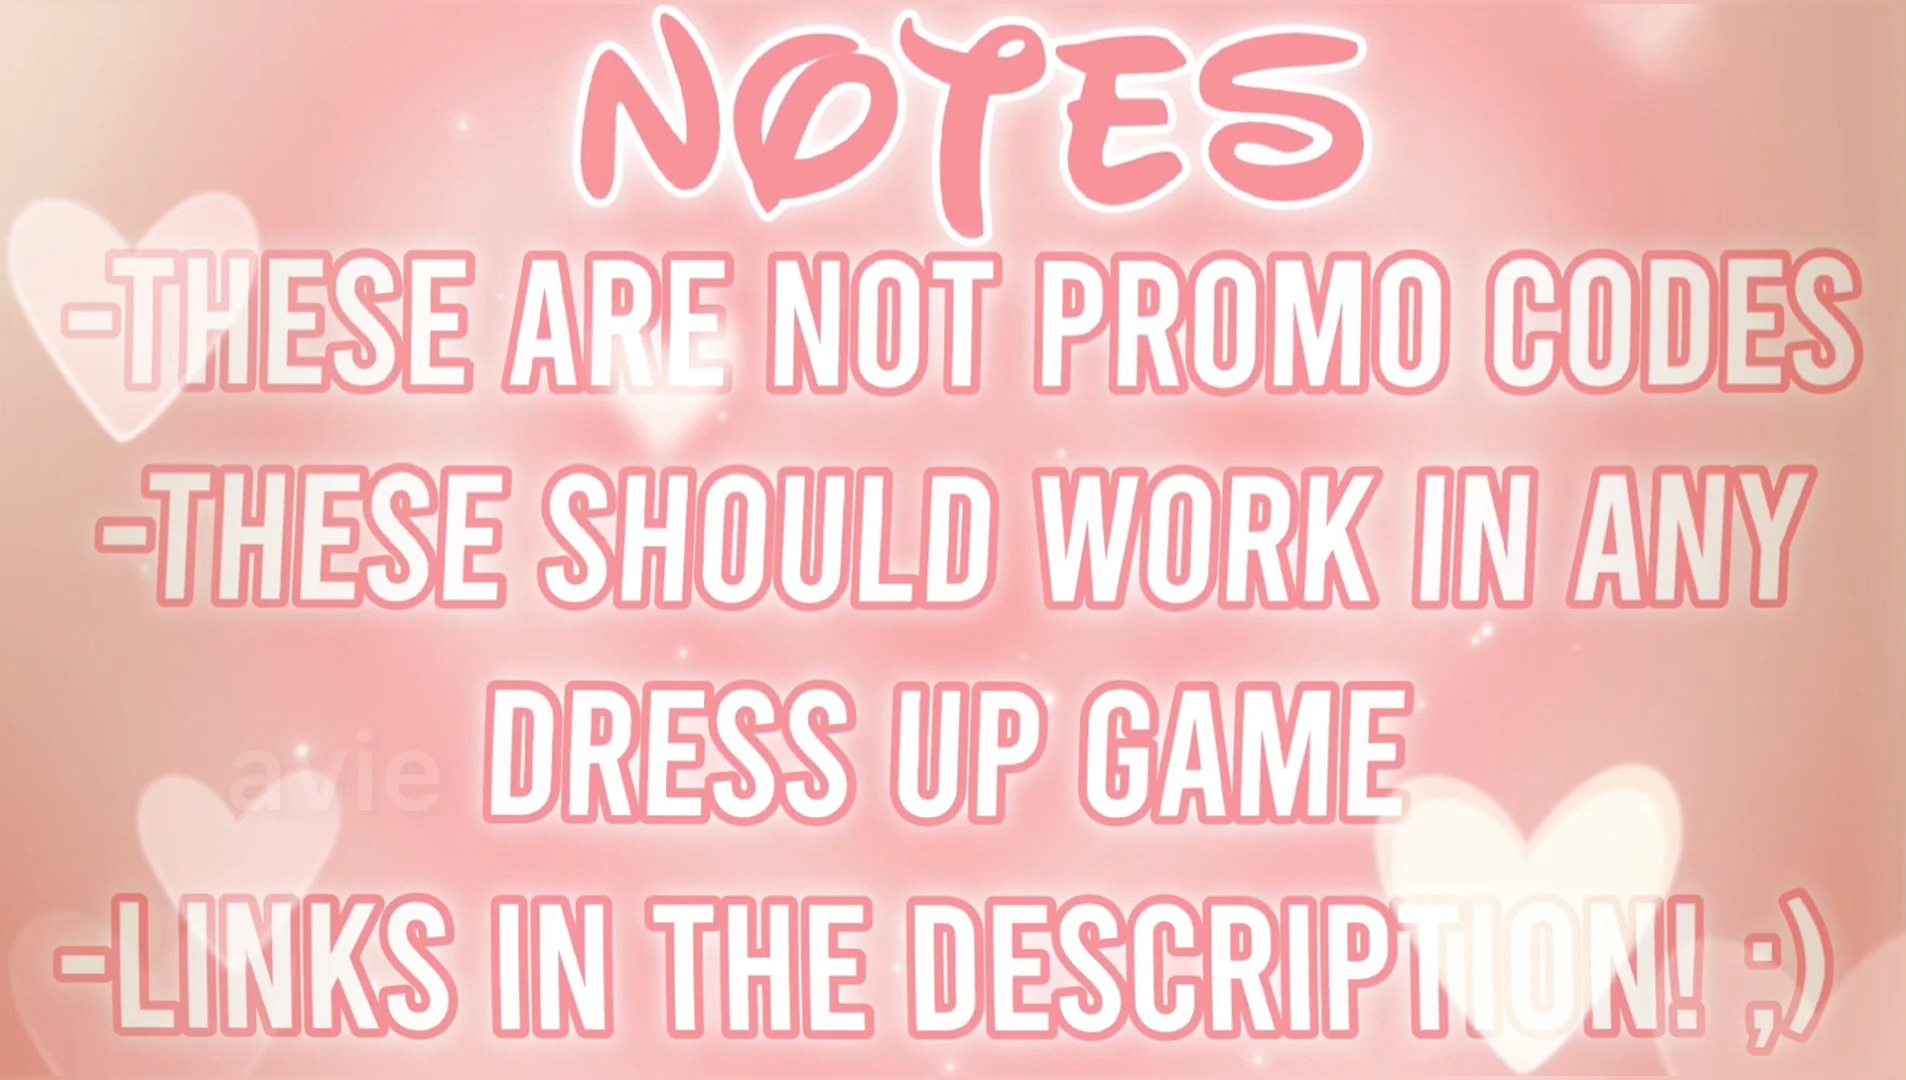 NOTES
-THESE ARE NOT PROMO CODES
-THESE SHOULD WORK IN ANY
DRESS UP GAME
avie
-LINKS IN THE DESCRIPTION! ;)